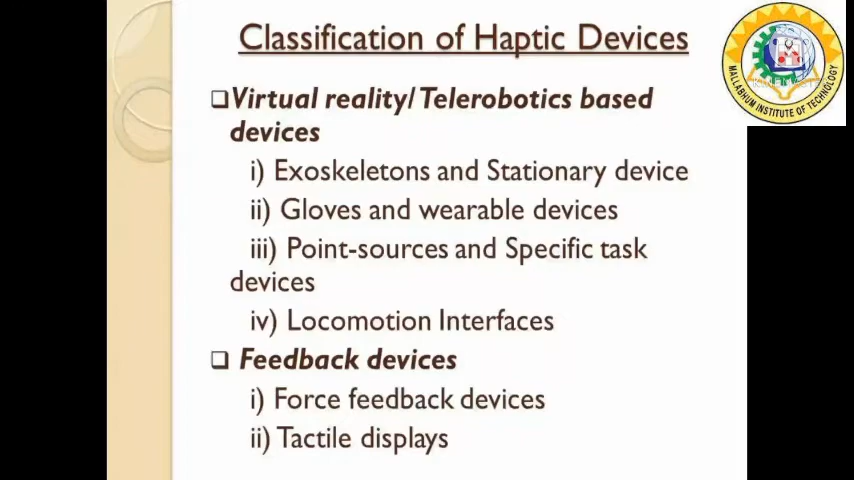 Classification of Haptic Devices
Virtual reality/ Telerobotics based
devices
i) Exoskeletons and Stationary device
ii) Gloves and wearable devices
iii) Point-sources and Specific task
devices
iv) Locomotion Interfaces
Feedback devices
i) Force feedback devices
ii) Tactile displays
MALLABHUM INSTITUTE OF TECHNOLOGY